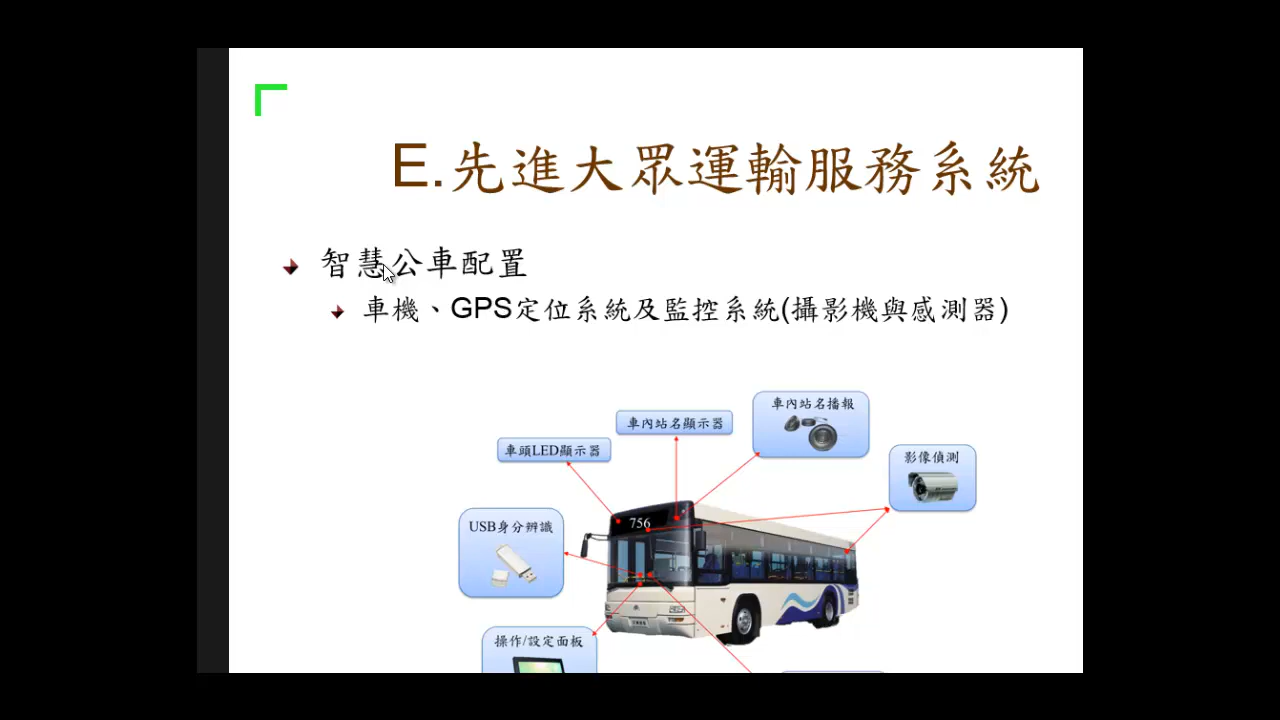 E.先進大眾運輸服務系統
智慧公車配置
車機、GPS定位系統及監控系統(攝影機與感測器)
車內站名播報
車內站名顯示器
車頭LED顯示器
影像偵測
756
USB身分辨識
操作/設定面板